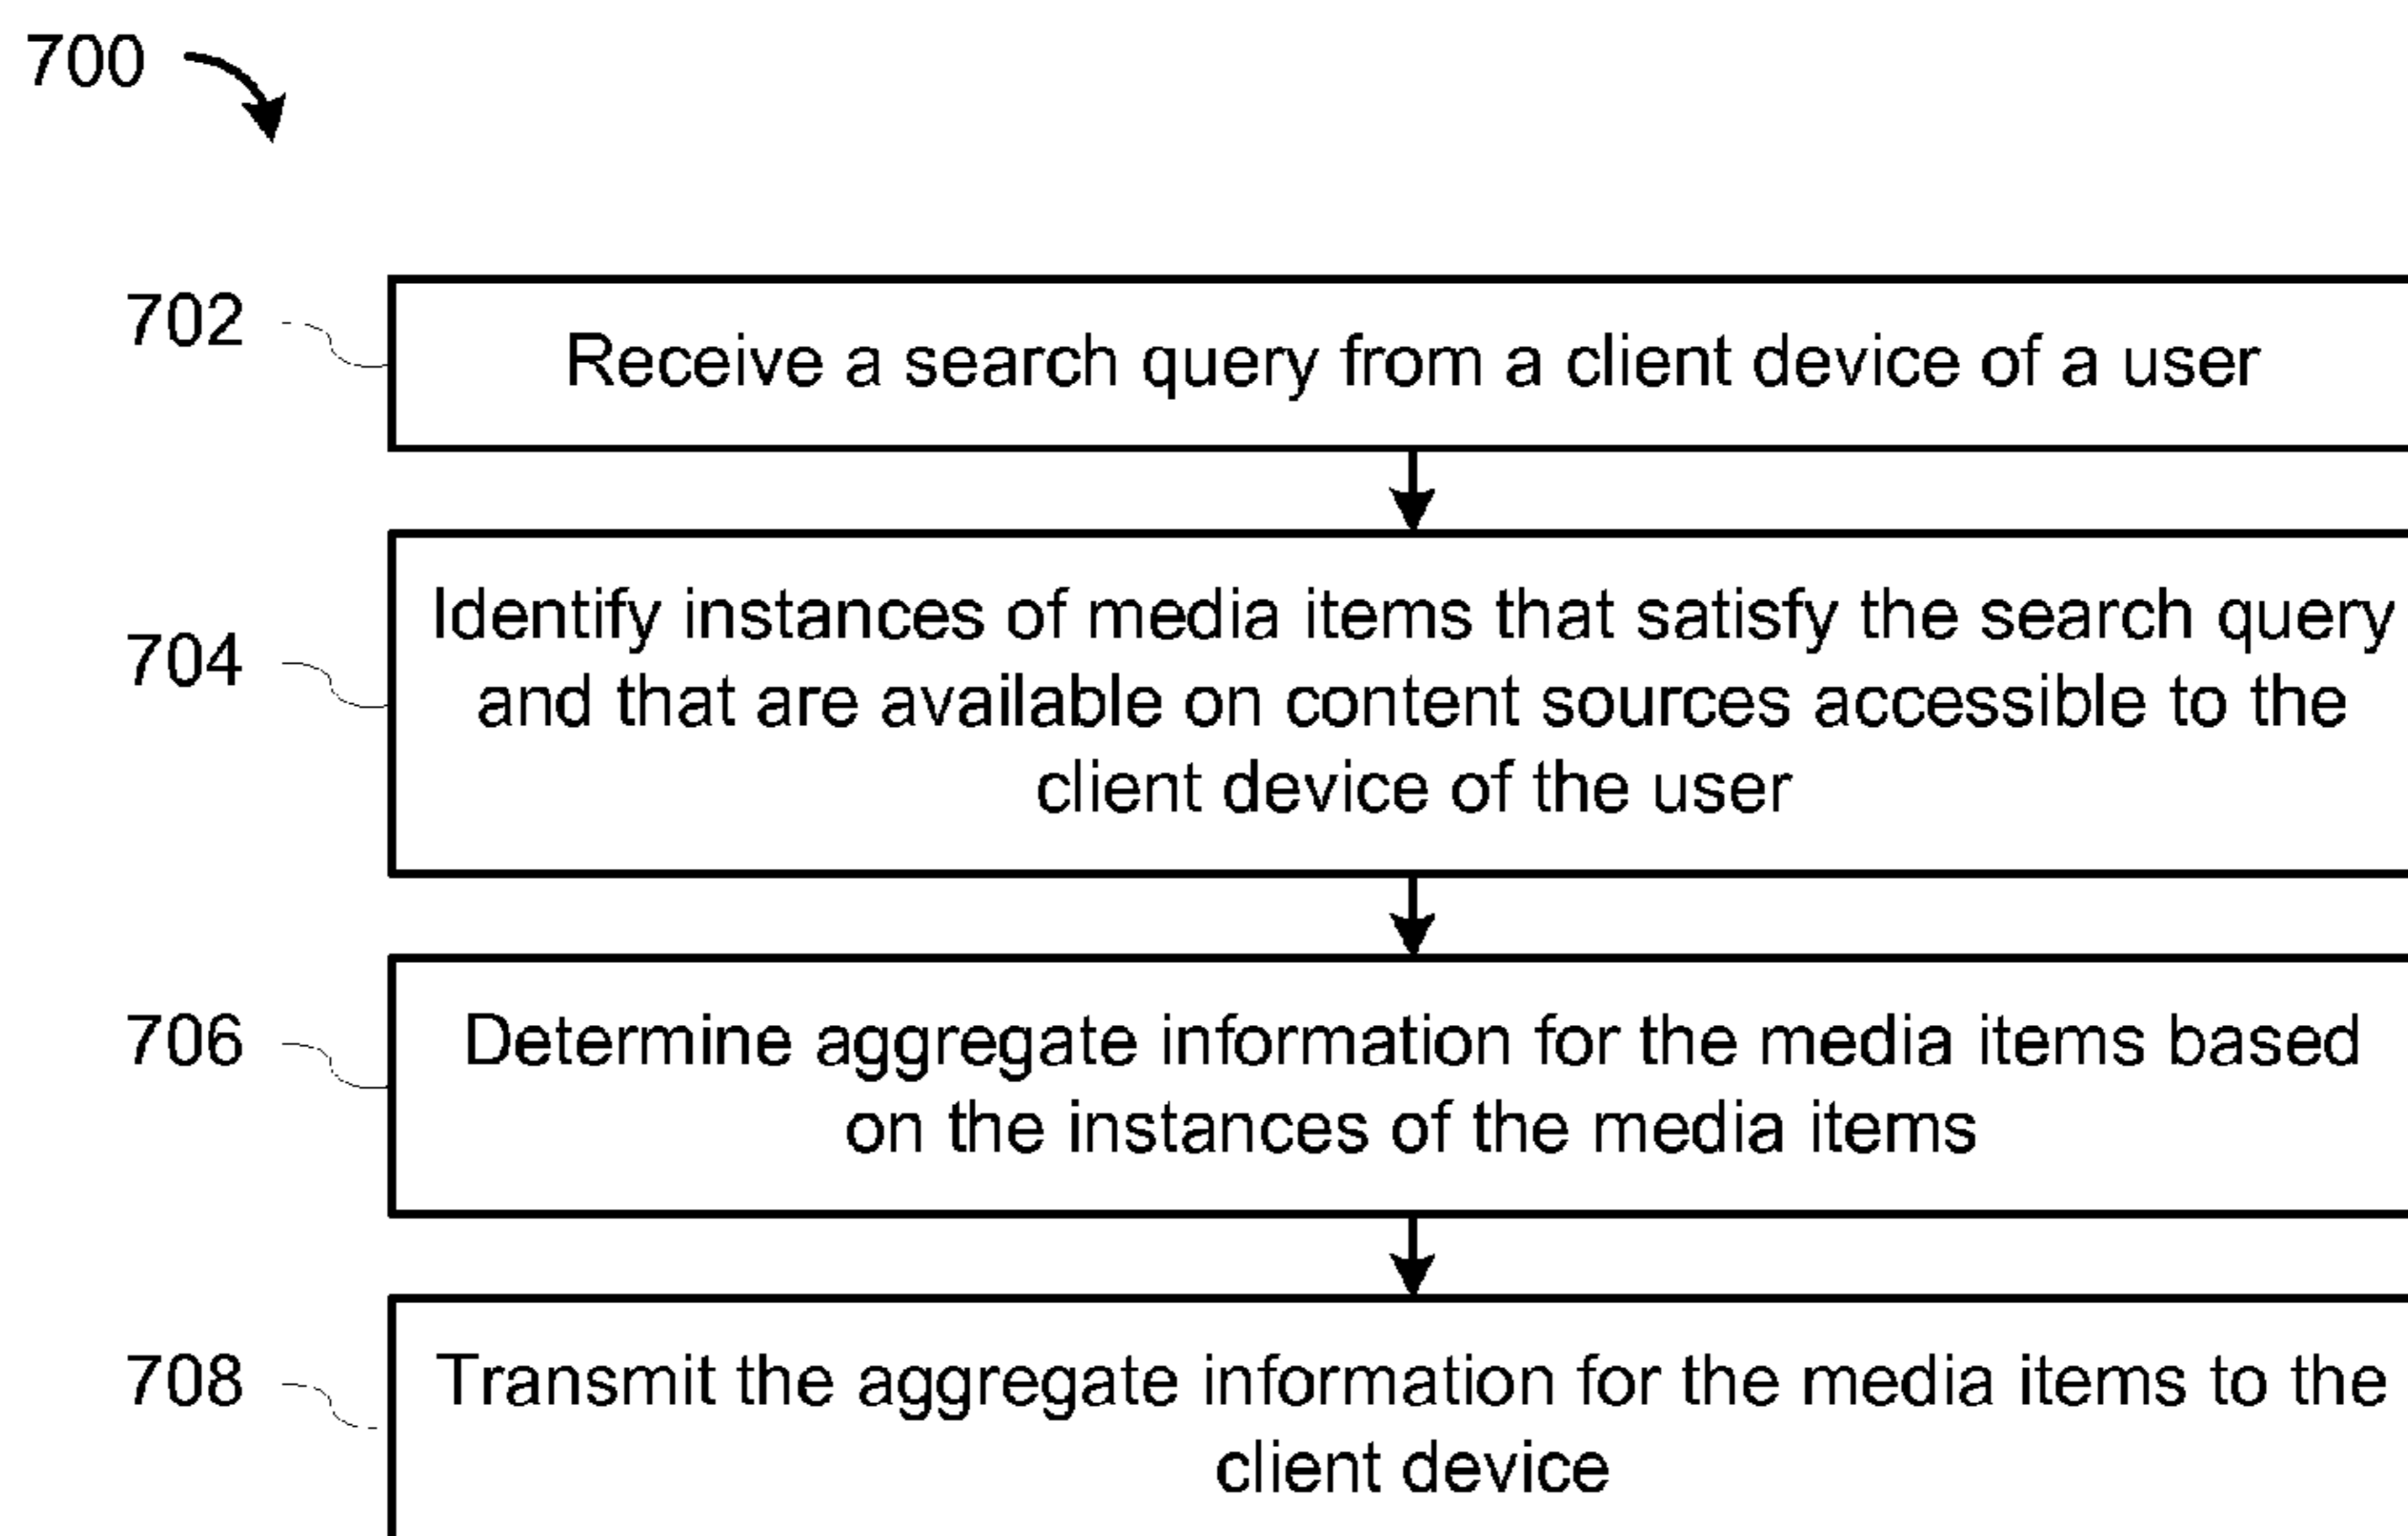 700
702
Receive a search query from a client device of a user
704
Identify instances of media items that satisfy the search query
and that are available on content sources accessible to the
client device of the user
706
Determine aggregate information for the media items based
on the instances of the media items
708
Transmit the aggregate information for the media items to the
client device